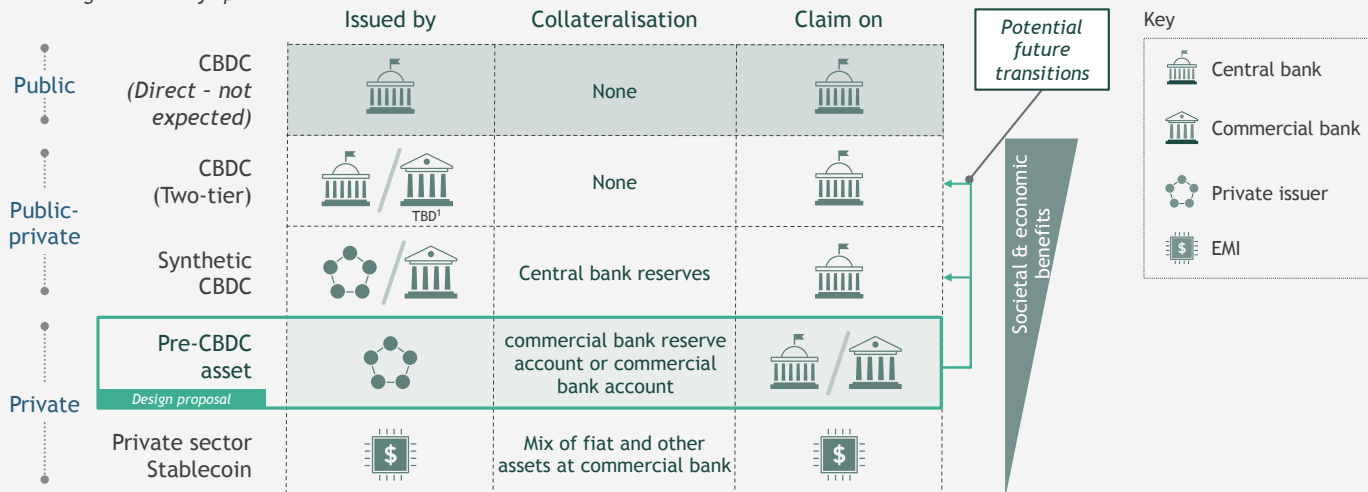 Issued by
Collateralisation
Claim on
Potential
future
transitions
Key
Public
CBDC
(Direct - not
expected)
None
Central bank
Commercial bank
Private issuer
$ EMI
Public-
private
CBDC
(Two-tier)
TBD¹
None
Societal & economic
benefits
Synthetic
CBDC
Central bank reserves
Private
Pre-CBDC
asset
Design proposal
commercial bank reserve
account or commercial
bank account
Private sector
Stablecoin
$
Mix of fiat and other
assets at commercial bank
$